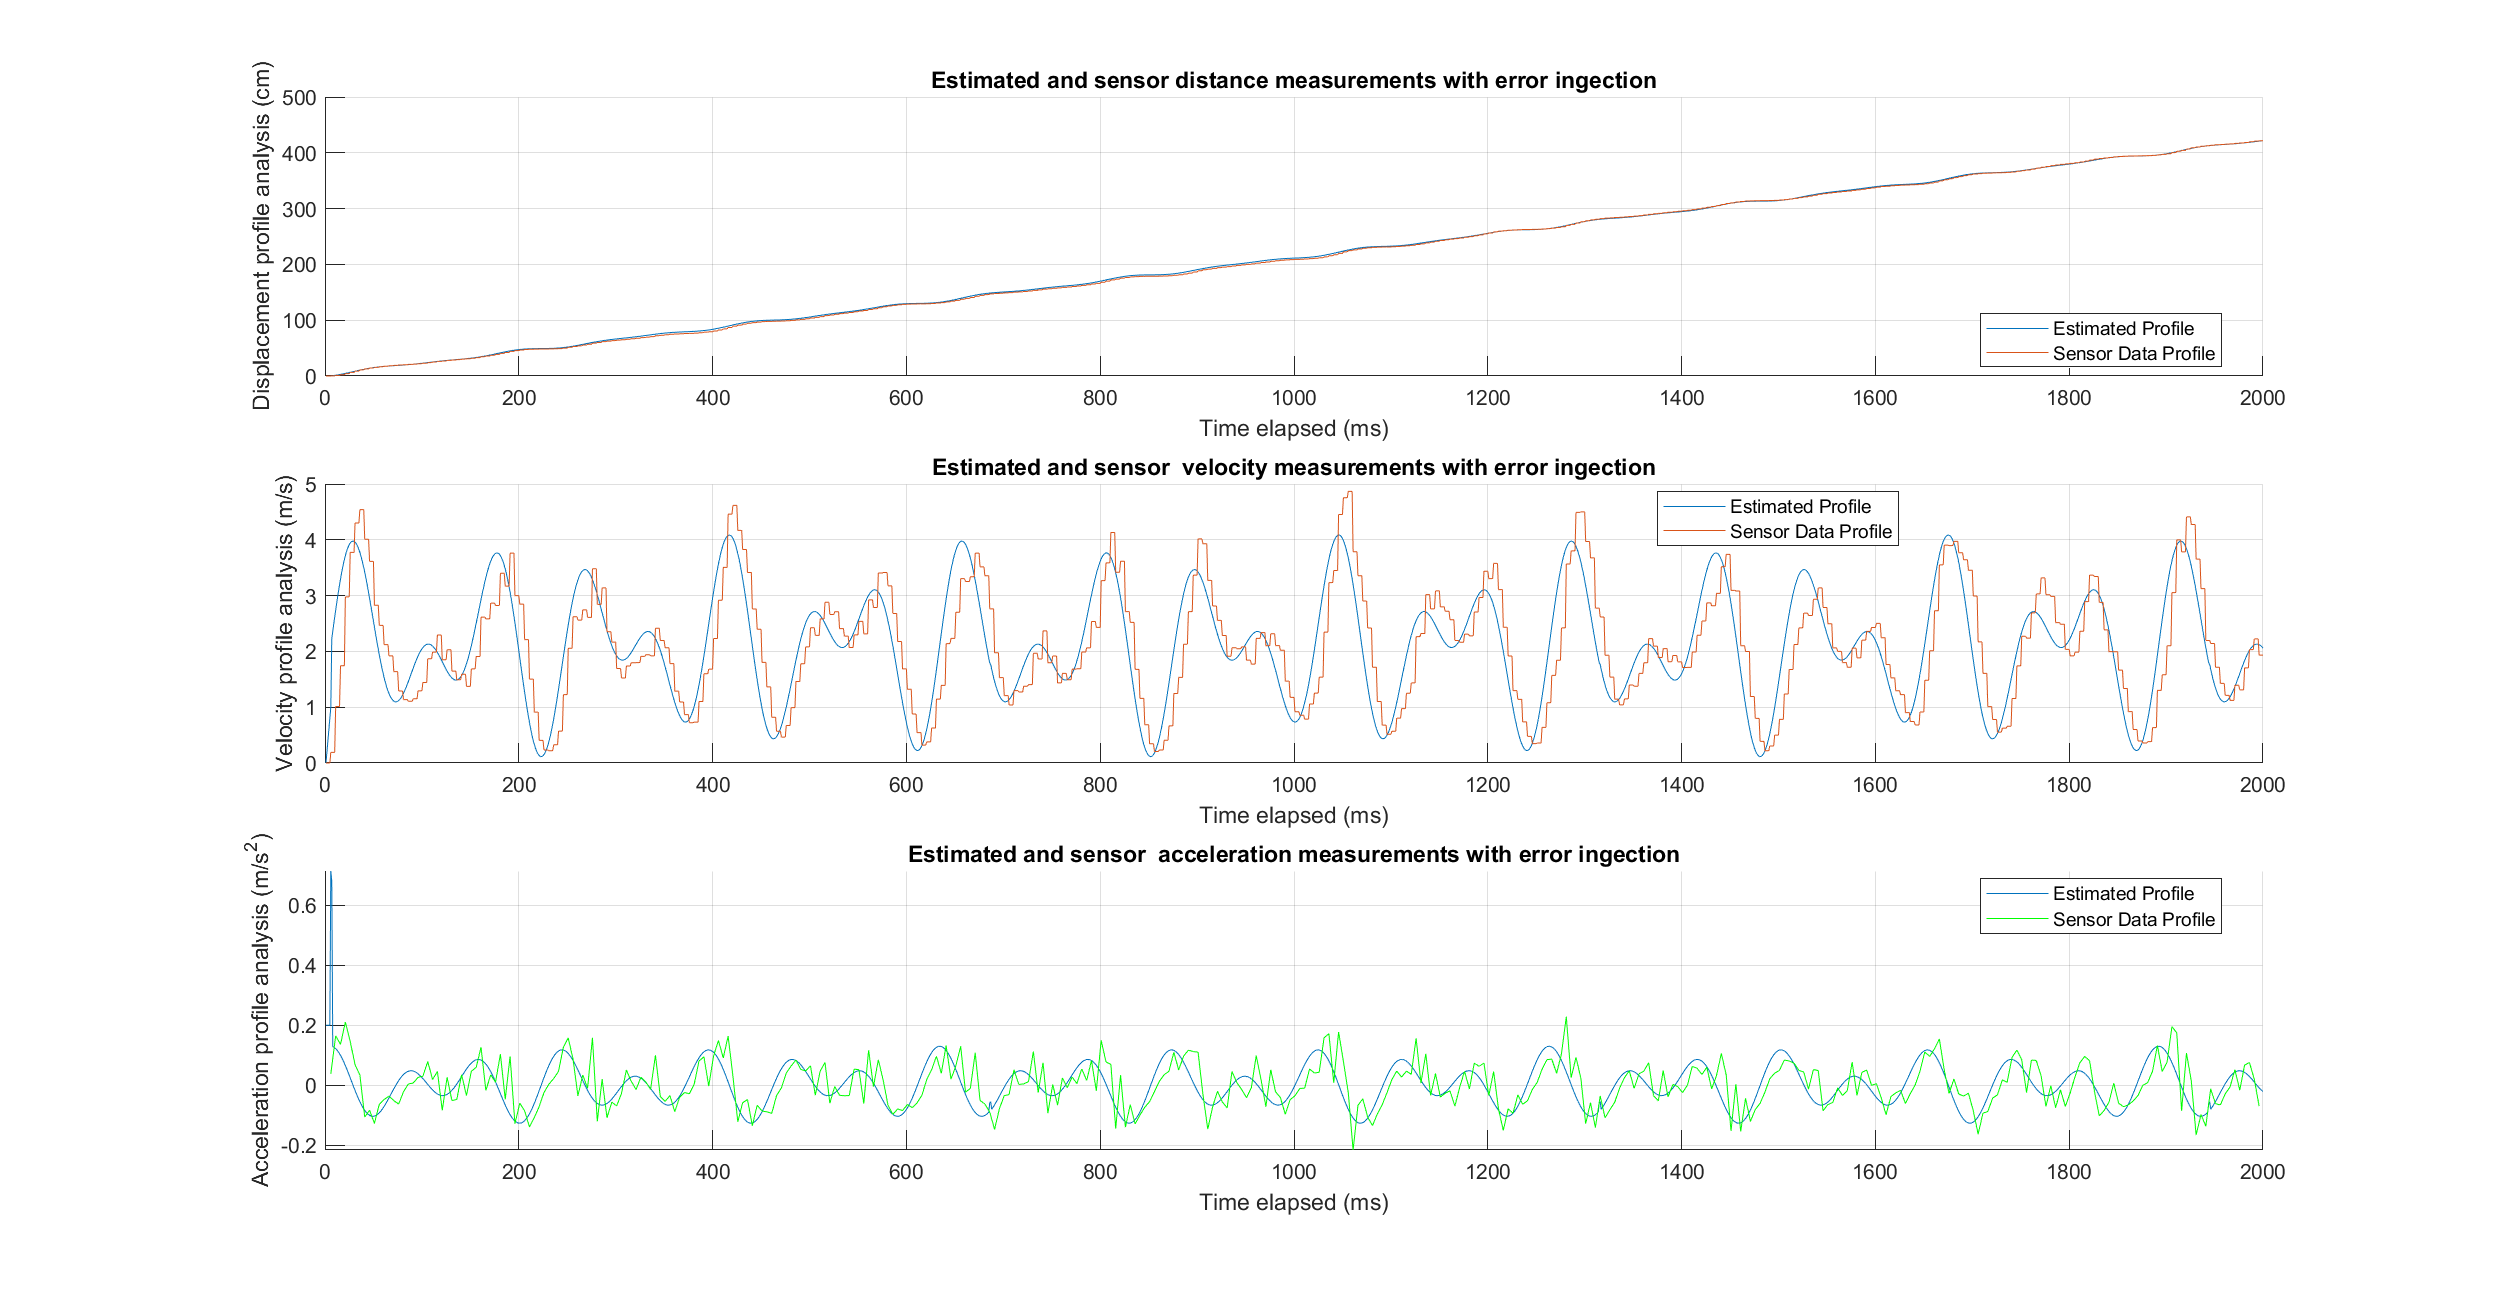 Estimated and sensor distance measurements with error ingection
Displacement profile analysis (cm)
500
400
300
200
100
0
0 200 400 600 800 1000 1200 1400 1600 1800 2000
Time elapsed (ms)
Estimated Profile
Sensor Data Profile
Estimated and sensor  velocity measurements with error ingection
Velocity profile analysis (m/s)
5
4
3
2
1
0
0 200 400 600 800 1000 1200 1400 1600 1800 2000
Time elapsed (ms)
Estimated Profile
Sensor Data Profile
Estimated and sensor  acceleration measurements with error ingection
Acceleration profile analysis (m/s²)
0.6
0.4
0.2
0
-0.2
0 200 400 600 800 1000 1200 1400 1600 1800 2000
Time elapsed (ms)
Estimated Profile
Sensor Data Profile